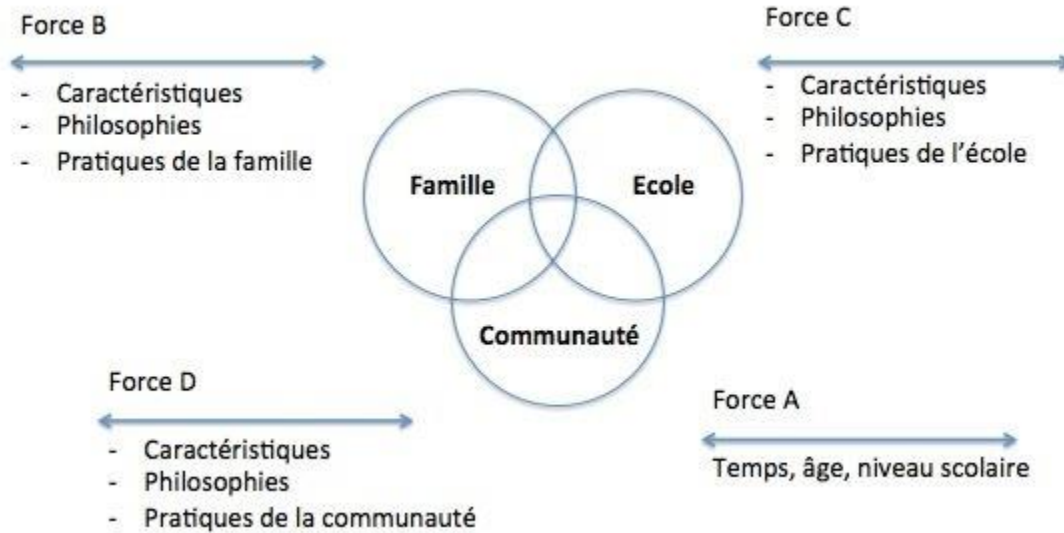 Force B
- Caractéristiques
- Philosophies
- Pratiques de la famille
Force C
- Caractéristiques
- Philosophies
- Pratiques de l'école
Famille
Ecole
Communauté
Force D
- Caractéristiques
- Philosophies
- Pratiques de la communauté
Force A
Temps, âge, niveau scolaire